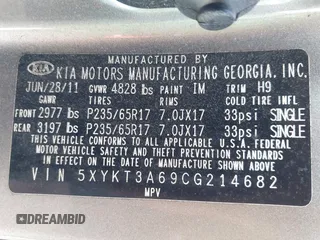 MANUFACTURED BY
KIA KIA MOTORS MANUFACTURING GEORGIA, INC.
JUN/28/11 GVWR 4828 lbs PAINT IM TRIM H9
GAWR TIRES RIMS
FRONT 2977 lbs P235/65R17 7.0JX17 33psi SINGLE
REAR 3197 lbs P235/65R17 7.0JX17 33psi SINGLE
THIS VEHICLE CONFORMS TO ALL APPLICABLE U.S.A. FEDERAL
MOTOR VEHICLE SAFETY AND THEFT PREVENTION STANDARDS IN
EFFECT ON THE DATE OF MANUFACTURE SHOWN ABOVE.
VIN 5XYKT3A69CG214682
MPV
DREAMBID